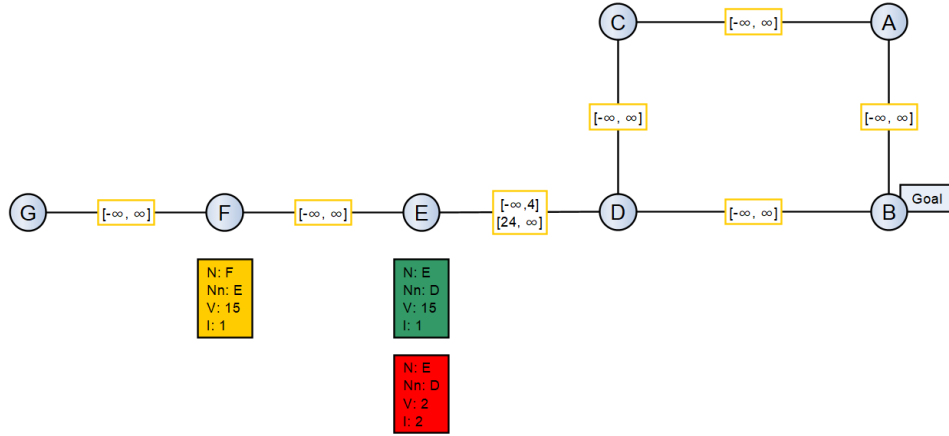 C
[-∞, ∞]
A
[-∞, ∞]
[-∞, ∞]
G
[-∞, ∞]
F
[-∞, ∞]
E
[-∞,4]
[24, ∞]
D
[-∞, ∞]
B
Goal
N: F
Nn: E
V: 15
I: 1
N: E
Nn: D
V: 15
I: 1
N: E
Nn: D
V: 2
I: 2